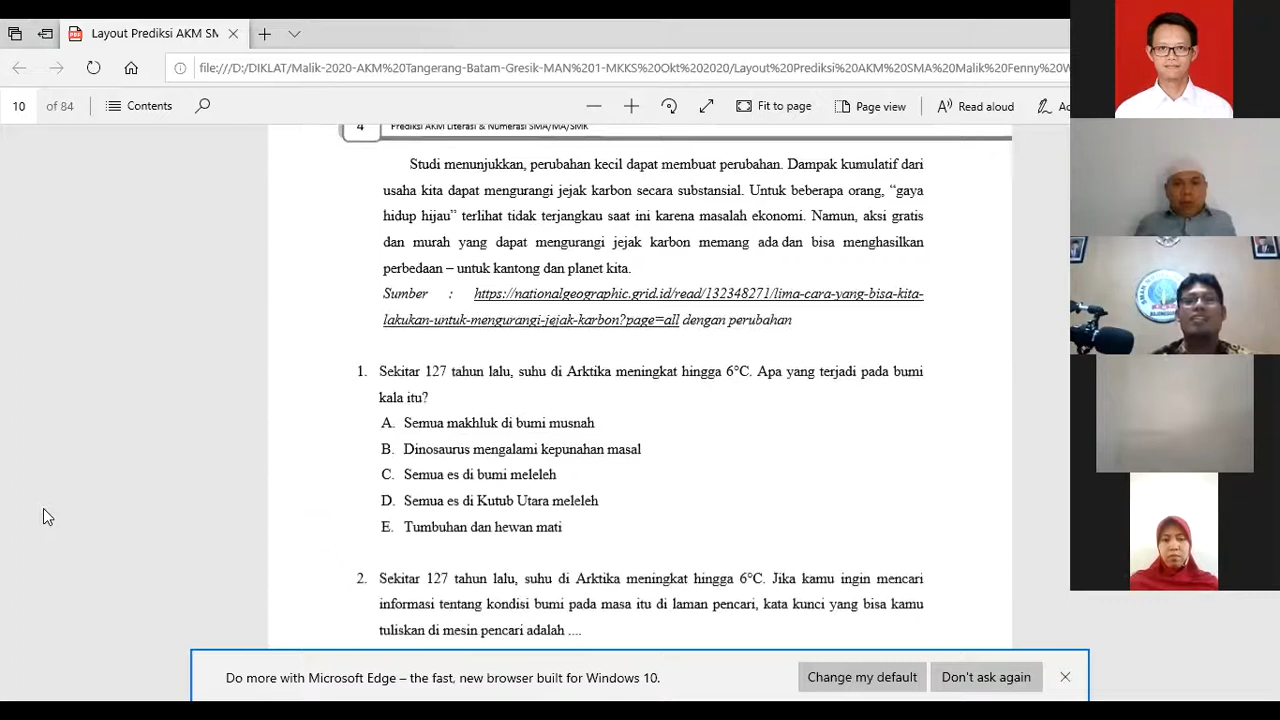 Layout Prediksi AKM SM
file:///D:/DIKLAT/Malik-2020-AKM%20Tangerang-Batam-Gresik-MAN%201-MKKS%20Okt%202020/Layout%20Prediksi%20AKM%20SMA%20Malik%20Fenny%20W
10 of 84 Contents Fit to page Page view Read aloud
4 Prediksi AKM Literasi & Numerasi SMA/MA/SMK
Studi menunjukkan, perubahan kecil dapat membuat perubahan. Dampak kumulatif dari
usaha kita dapat mengurangi jejak karbon secara substansial. Untuk beberapa orang, “gaya
hidup hijau” terlihat tidak terjangkau saat ini karena masalah ekonomi. Namun, aksi gratis
dan murah yang dapat mengurangi jejak karbon memang ada dan bisa menghasilkan
perbedaan – untuk kantong dan planet kita.
Sumber : https://nationalgeographic.grid.id/read/132348271/lima-cara-yang-bisa-kita-
lakukan-untuk-mengurangi-jejak-karbon?page=all dengan perubahan
1. Sekitar 127 tahun lalu, suhu di Arktika meningkat hingga 6°C. Apa yang terjadi pada bumi
kala itu?
A. Semua makhluk di bumi musnah
B. Dinosaurus mengalami kepunahan masal
C. Semua es di bumi meleleh
D. Semua es di Kutub Utara meleleh
E. Tumbuhan dan hewan mati
2. Sekitar 127 tahun lalu, suhu di Arktika meningkat hingga 6°C. Jika kamu ingin mencari
informasi tentang kondisi bumi pada masa itu di laman pencari, kata kunci yang bisa kamu
tuliskan di mesin pencari adalah ....
Do more with Microsoft Edge – the fast, new browser built for Windows 10.
Change my default
Don't ask again